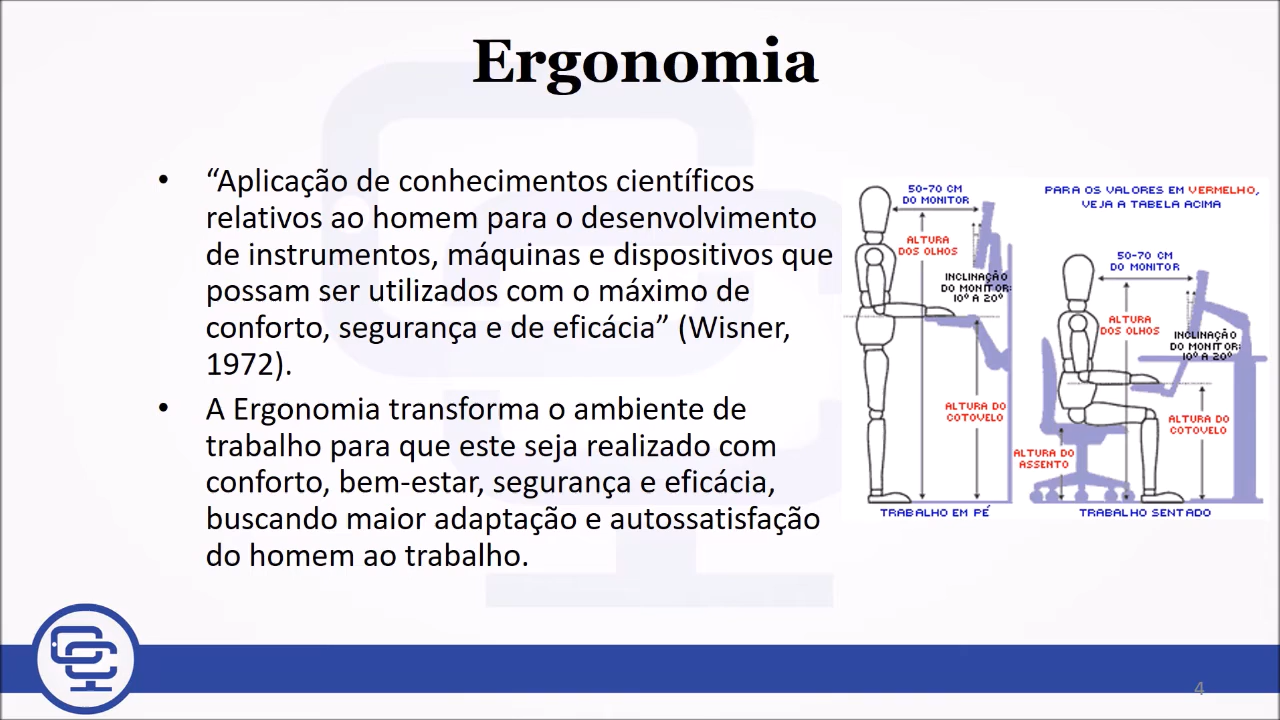 Ergonomia
• “Aplicação de conhecimentos científicos
relativos ao homem para o desenvolvimento
de instrumentos, máquinas e dispositivos que
possam ser utilizados com o máximo de
conforto, segurança e de eficácia” (Wisner,
1972).
• A Ergonomia transforma o ambiente de
trabalho para que este seja realizado com
conforto, bem-estar, segurança e eficácia,
buscando maior adaptação e autossatisfação
do homem ao trabalho.
50-70 CM
DO MONITOR
ALTURA
DOS OLHOS
INCLINAÇÃO
DO MONITOR:
10º A 20º
ALTURA DO
COTOVELO
TRABALHO EM PÉ
PARA OS VALORES EM VERMELHO,
VEJA A TABELA ACIMA
50-70 CM
DO MONITOR
ALTURA
DOS OLHOS
INCLINAÇÃO
DO MONITOR:
10º A 20º
ALTURA DO
COTOVELO
ALTURA DO
ASSENTO
TRABALHO SENTADO
4